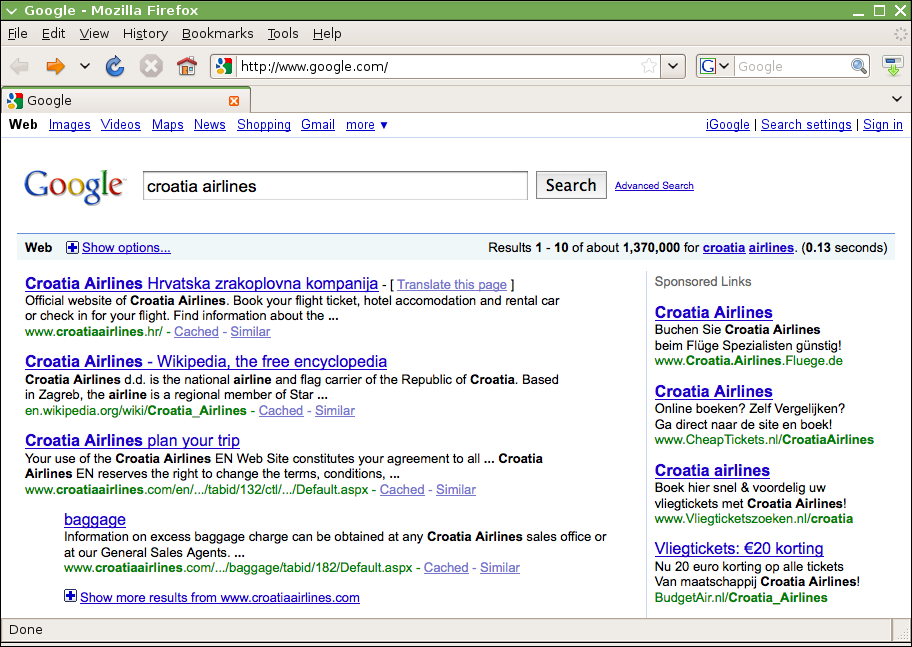 Google - Mozilla Firefox
File Edit View History Bookmarks Tools Help
http://www.google.com/
G Google
Google
Web Images Videos Maps News Shopping Gmail more ▼ iGoogle | Search settings | Sign in
Google croatia airlines Search Advanced Search
Web Show options... Results 1 - 10 of about 1,370,000 for croatia airlines. (0.13 seconds)
Croatia Airlines Hrvatska zrakoplovna kompanija - [ Translate this page ]
Official website of Croatia Airlines. Book your flight ticket, hotel accomodation and rental car
or check in for your flight. Find information about the ...
www.croatiaairlines.hr/ - Cached - Similar
Croatia Airlines - Wikipedia, the free encyclopedia
Croatia Airlines d.d. is the national airline and flag carrier of the Republic of Croatia. Based
in Zagreb, the airline is a regional member of Star ...
en.wikipedia.org/wiki/Croatia_Airlines - Cached - Similar
Croatia Airlines plan your trip
Your use of the Croatia Airlines EN Web Site constitutes your agreement to all ... Croatia
Airlines EN reserves the right to change the terms, conditions, ...
www.croatiaairlines.com/en/.../tabid/132/ctl/.../Default.aspx - Cached - Similar
baggage
Information on excess baggage charge can be obtained at any Croatia Airlines sales office or
at our General Sales Agents. ...
www.croatiaairlines.com/.../baggage/tabid/182/Default.aspx - Cached - Similar
Show more results from www.croatiaairlines.com
Sponsored Links
Croatia Airlines
Buchen Sie Croatia Airlines
beim Flüge Spezialisten günstig!
www.Croatia.Airlines.Fluege.de
Croatia Airlines
Online boeken? Zelf Vergelijken?
Ga direct naar de site en boek!
www.CheapTickets.nl/CroatiaAirlines
Croatia airlines
Boek hier snel & voordelig uw
vliegtickets met Croatia Airlines!
www.Vliegticketszoeken.nl/croatia
Vliegtickets: €20 korting
Nu 20 euro korting op alle tickets
Van maatschappij Croatia Airlines!
BudgetAir.nl/Croatia_Airlines
Done